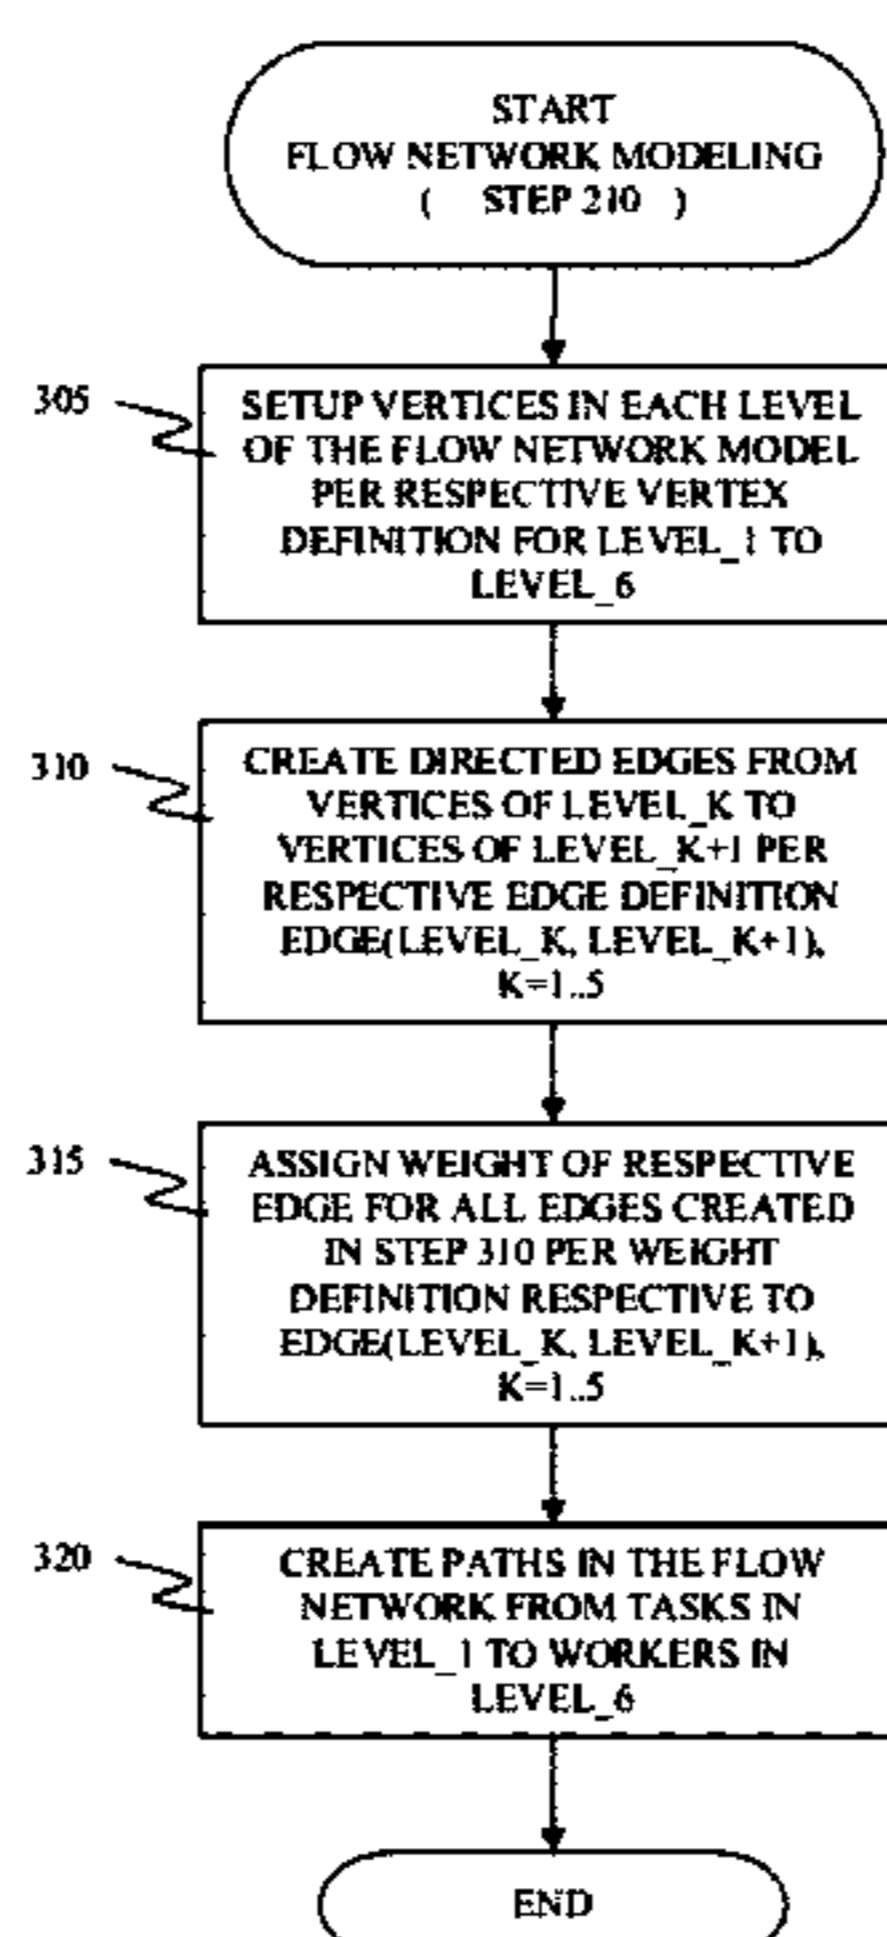 START
FLOW NETWORK MODELING
( STEP 210 )
305
SETUP VERTICES IN EACH LEVEL
OF THE FLOW NETWORK MODEL
PER RESPECTIVE VERTEX
DEFINITION FOR LEVEL_1 TO
LEVEL_6
310
CREATE DIRECTED EDGES FROM
VERTICES OF LEVEL_K TO
VERTICES OF LEVEL_K+1 PER
RESPECTIVE EDGE DEFINITION
EDGE(LEVEL_K, LEVEL_K+1),
K=1..5
315
ASSIGN WEIGHT OF RESPECTIVE
EDGE FOR ALL EDGES CREATED
IN STEP 310 PER WEIGHT
DEFINITION RESPECTIVE TO
EDGE(LEVEL_K, LEVEL_K+1),
K=1..5
320
CREATE PATHS IN THE FLOW
NETWORK FROM TASKS IN
LEVEL_1 TO WORKERS IN
LEVEL_6
END